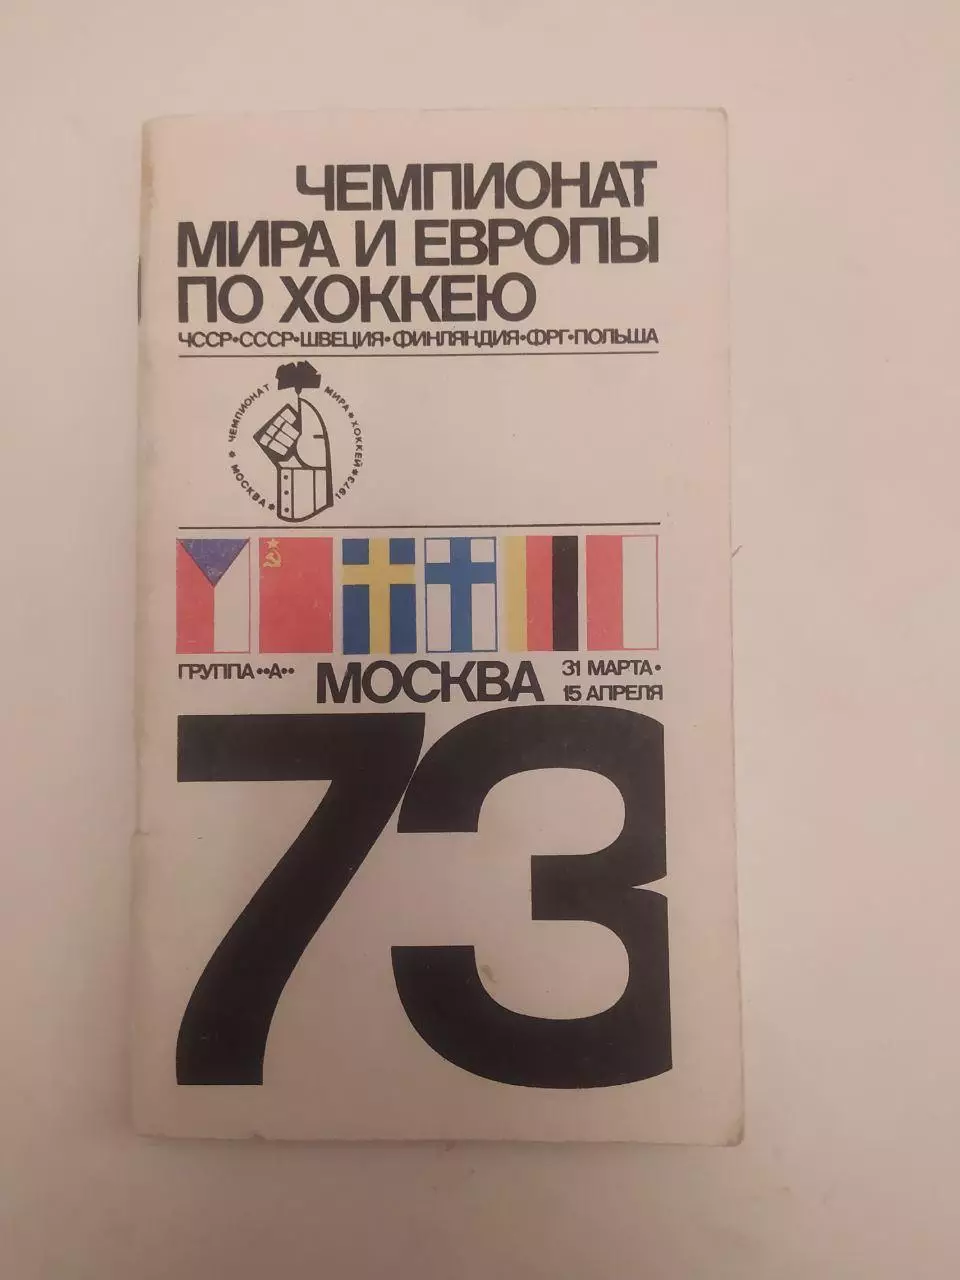 ЧЕМПИОНАТ
МИРА И ЕВРОПЫ
ПО ХОККЕЮ
ЧССР•СССР•ШВЕЦИЯ•ФИНЛЯНДИЯ•ФРГ•ПОЛЬША
ЧЕМПИОНАТ МИРА * ХОККЕЙ * 1973 * МОСКВА *
ГРУППА ••А•• МОСКВА 31 МАРТА •
15 АПРЕЛЯ
73